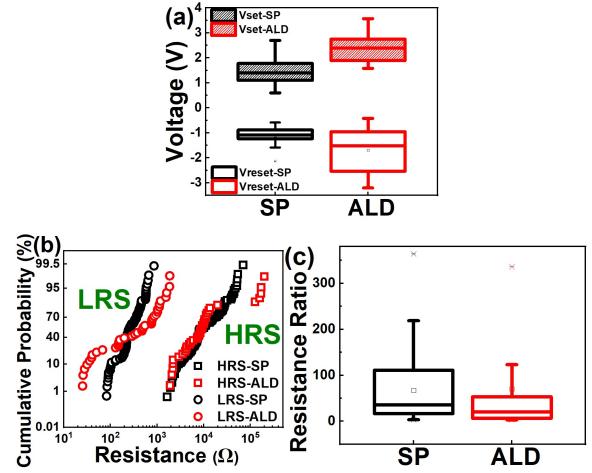 (a)
Vset-SP
Vset-ALD
Voltage (V)
4
3
2
1
0
-1
-2
-3
Vreset-SP
Vreset-ALD
SP
ALD
(b)
Cumulative Probability (%)
99.5
95
70
40
10
1
0.01
LRS
HRS
HRS-SP
HRS-ALD
LRS-SP
LRS-ALD
10¹
10²
10³
10⁴
10⁵
Resistance (Ω)
(c)
Resistance Ratio
300
200
100
0
SP
ALD